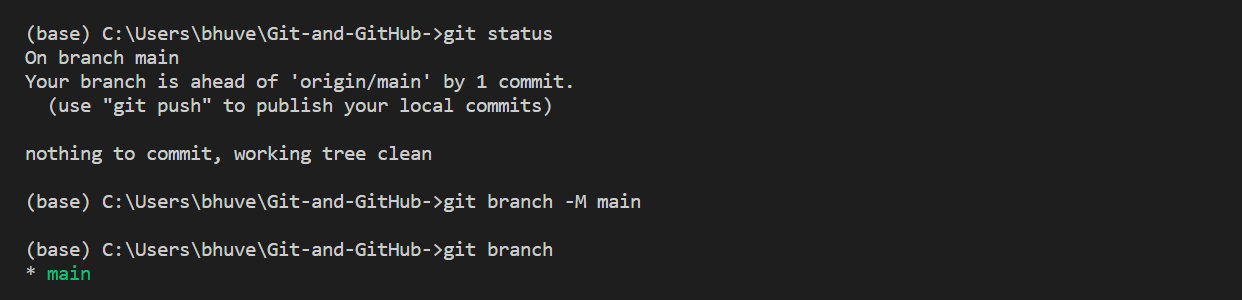 (base) C:\Users\bhuve\Git-and-GitHub->git status
On branch main
Your branch is ahead of 'origin/main' by 1 commit.
  (use "git push" to publish your local commits)

nothing to commit, working tree clean

(base) C:\Users\bhuve\Git-and-GitHub->git branch -M main

(base) C:\Users\bhuve\Git-and-GitHub->git branch
* main